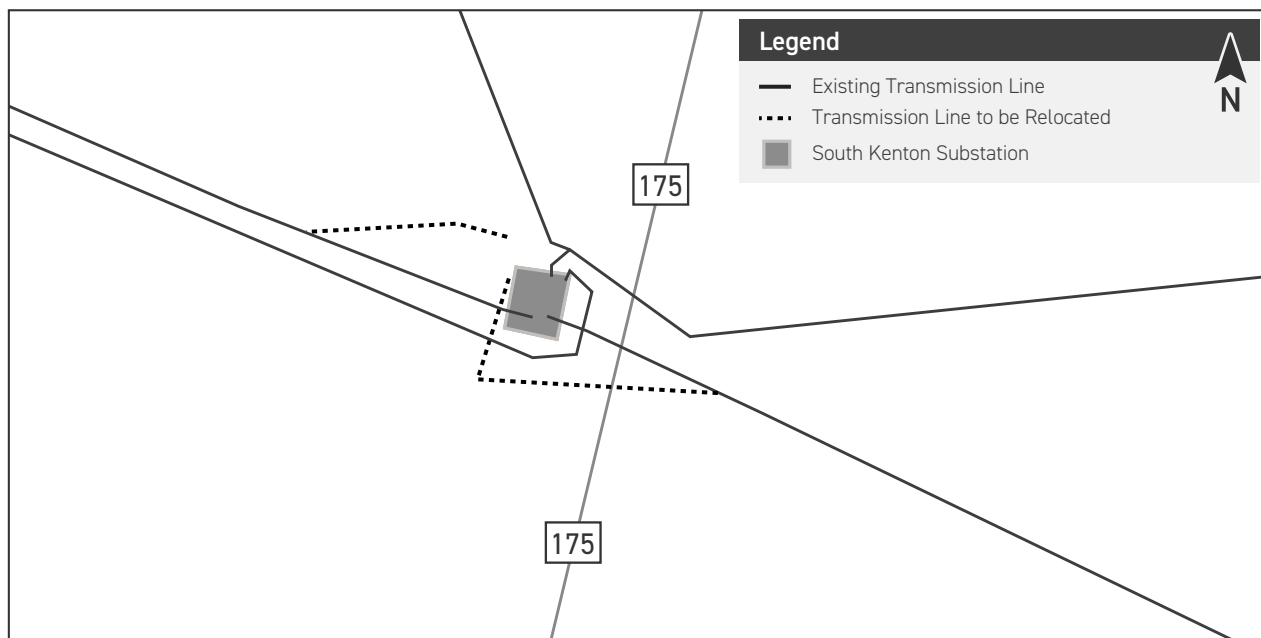 Legend
N
Existing Transmission Line
Transmission Line to be Relocated
South Kenton Substation
175
175